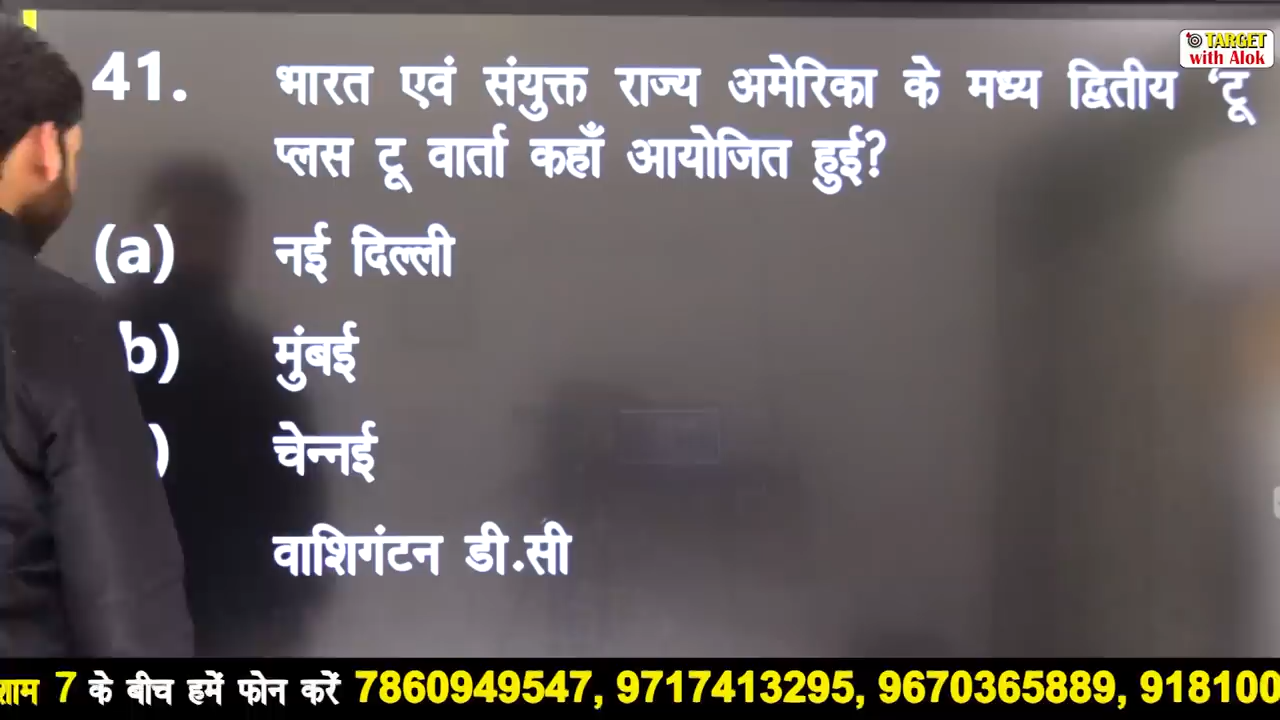 TARGET
with Alok
41. भारत एवं संयुक्त राज्य अमेरिका के मध्य द्वितीय ‘टू
प्लस टू वार्ता कहाँ आयोजित हुई?
(a) नई दिल्ली
b) मुंबई
) चेन्नई
वाशिगंटन डी.सी
शाम 7 के बीच हमें फोन करें 7860949547, 9717413295, 9670365889, 918100